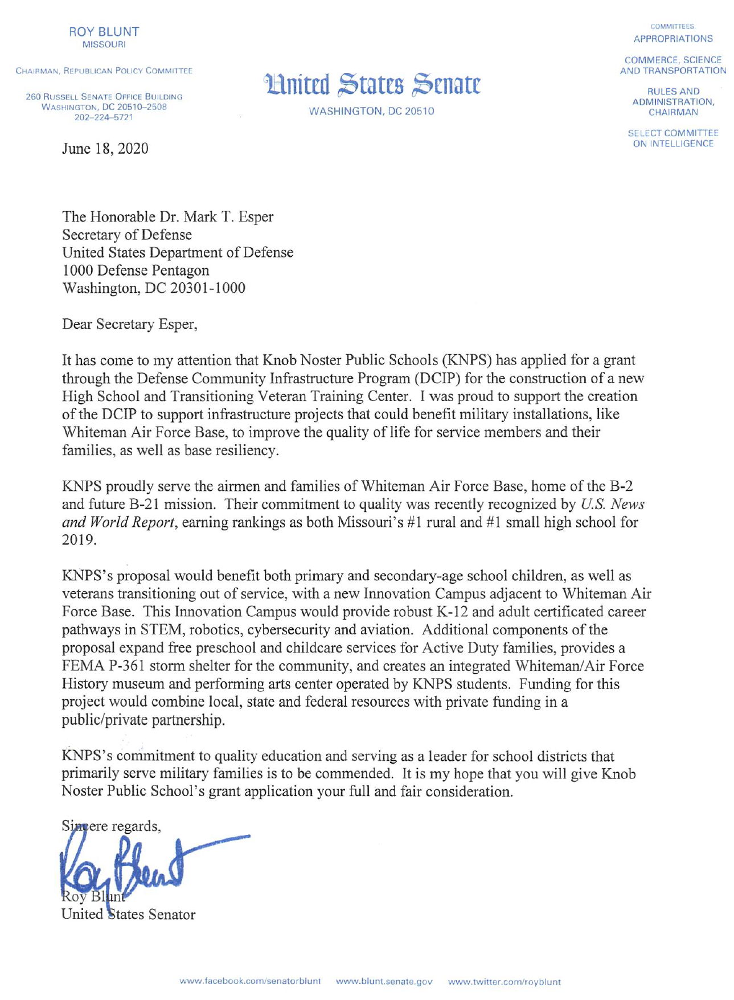 ROY BLUNT
MISSOURI
CHAIRMAN, REPUBLICAN POLICY COMMITTEE
260 RUSSELL SENATE OFFICE BUILDING
WASHINGTON, DC 20510–2508
202–224–5721
United States Senate
WASHINGTON, DC 20510
COMMITTEES:
APPROPRIATIONS
COMMERCE, SCIENCE
AND TRANSPORTATION
RULES AND
ADMINISTRATION,
CHAIRMAN
SELECT COMMITTEE
ON INTELLIGENCE
June 18, 2020
The Honorable Dr. Mark T. Esper
Secretary of Defense
United States Department of Defense
1000 Defense Pentagon
Washington, DC 20301-1000
Dear Secretary Esper,
It has come to my attention that Knob Noster Public Schools (KNPS) has applied for a grant
through the Defense Community Infrastructure Program (DCIP) for the construction of a new
High School and Transitioning Veteran Training Center.  I was proud to support the creation
of the DCIP to support infrastructure projects that could benefit military installations, like
Whiteman Air Force Base, to improve the quality of life for service members and their
families, as well as base resiliency.
KNPS proudly serve the airmen and families of Whiteman Air Force Base, home of the B-2
and future B-21 mission.  Their commitment to quality was recently recognized by U.S. News
and World Report, earning rankings as both Missouri's #1 rural and #1 small high school for
2019.
KNPS's proposal would benefit both primary and secondary-age school children, as well as
veterans transitioning out of service, with a new Innovation Campus adjacent to Whiteman Air
Force Base.  This Innovation Campus would provide robust K-12 and adult certificated career
pathways in STEM, robotics, cybersecurity and aviation.  Additional components of the
proposal expand free preschool and childcare services for Active Duty families, provides a
FEMA P-361 storm shelter for the community, and creates an integrated Whiteman/Air Force
History museum and performing arts center operated by KNPS students.  Funding for this
project would combine local, state and federal resources with private funding in a
public/private partnership.
KNPS's commitment to quality education and serving as a leader for school districts that
primarily serve military families is to be commended.  It is my hope that you will give Knob
Noster Public School's grant application your full and fair consideration.
Sincere regards,
Roy Blunt
Roy Blunt
United States Senator
www.facebook.com/senatorblunt www.blunt.senate.gov www.twitter.com/royblunt